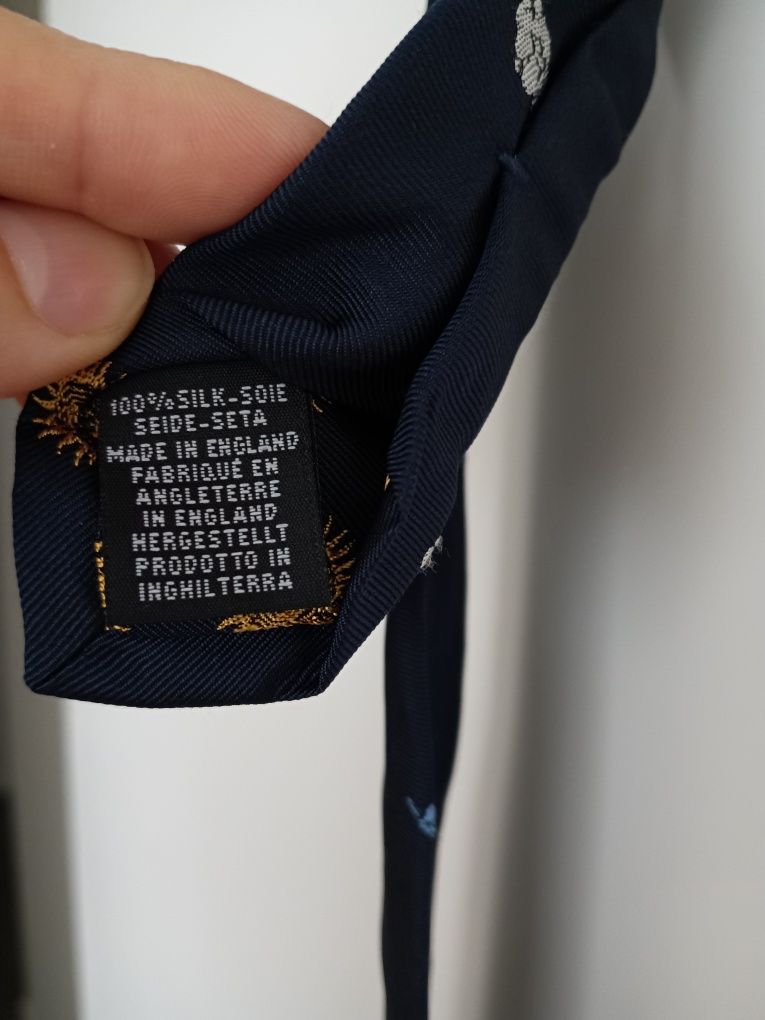 100% SILK-SOIE
SEIDE-SETA
MADE IN ENGLAND
FABRIQUÉ EN
ANGLETERRE
IN ENGLAND
HERGESTELLT
PRODOTTO IN
INGHILTERRA